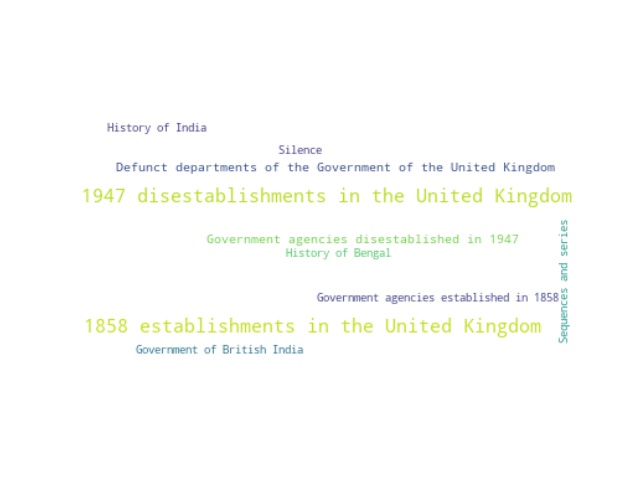 History of India
Silence
Defunct departments of the Government of the United Kingdom
1947 disestablishments in the United Kingdom
Government agencies disestablished in 1947
History of Bengal
Sequences and series
Government agencies established in 1858
1858 establishments in the United Kingdom
Government of British India